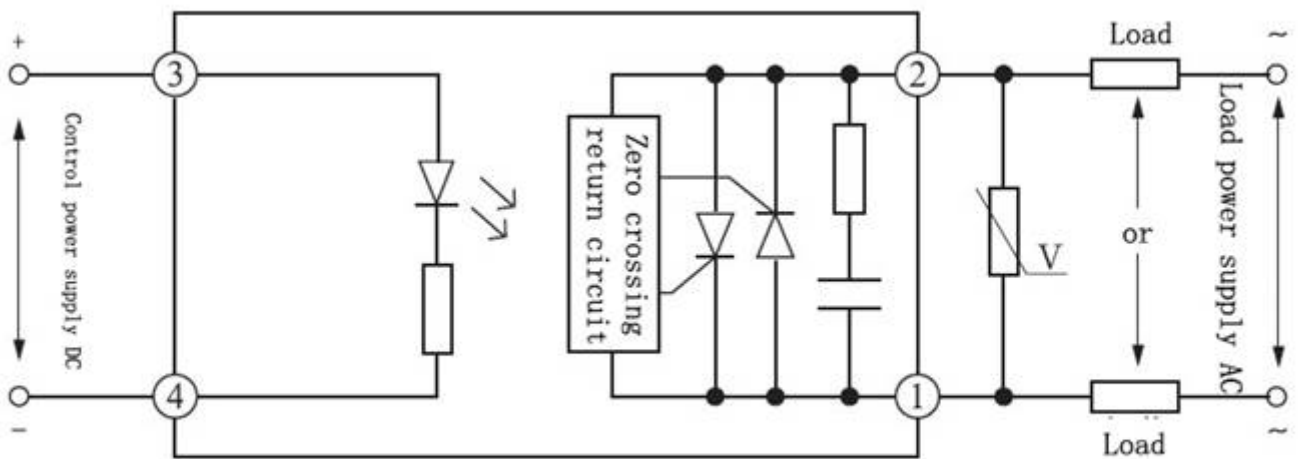 +
~
Load
3
2
Control power supply DC
Zero crossing
return circuit
V
or
Load power supply AC
4
1
−
~
Load